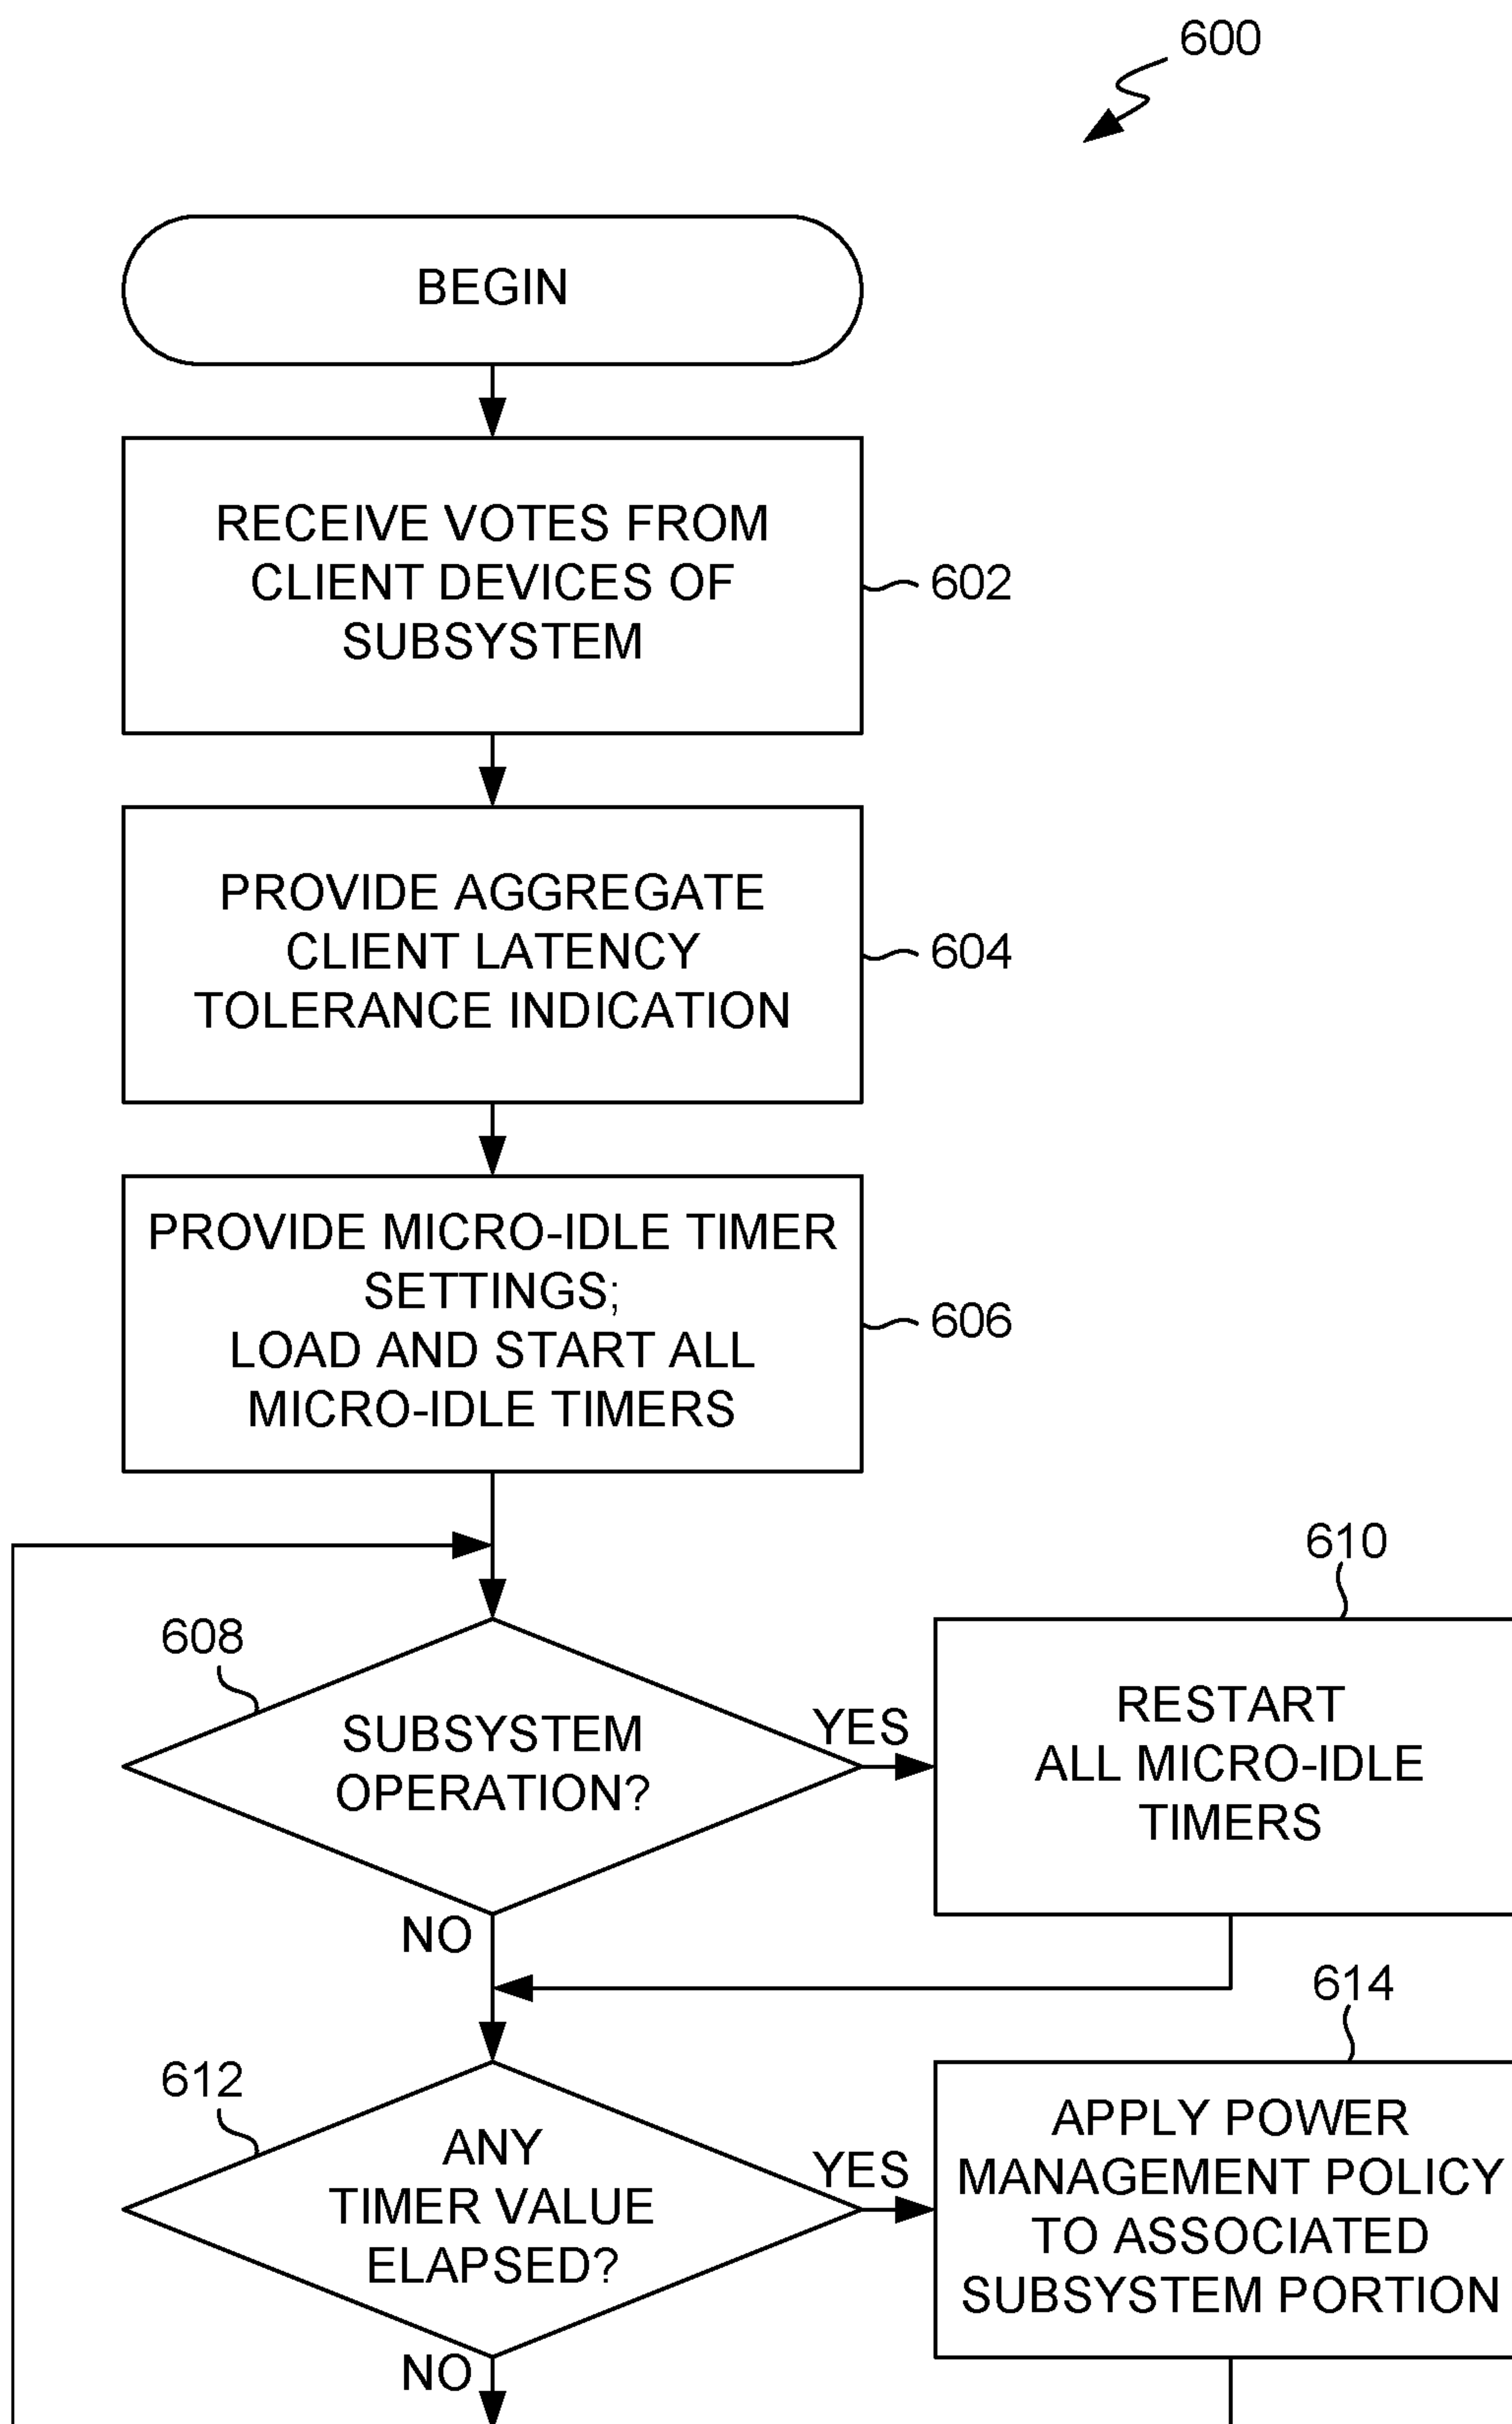 600
BEGIN
RECEIVE VOTES FROM
CLIENT DEVICES OF
SUBSYSTEM
602
PROVIDE AGGREGATE
CLIENT LATENCY
TOLERANCE INDICATION
604
PROVIDE MICRO-IDLE TIMER
SETTINGS;
LOAD AND START ALL
MICRO-IDLE TIMERS
606
608
SUBSYSTEM
OPERATION?
YES
NO
610
RESTART
ALL MICRO-IDLE
TIMERS
612
ANY
TIMER VALUE
ELAPSED?
YES
NO
614
APPLY POWER
MANAGEMENT POLICY
TO ASSOCIATED
SUBSYSTEM PORTION